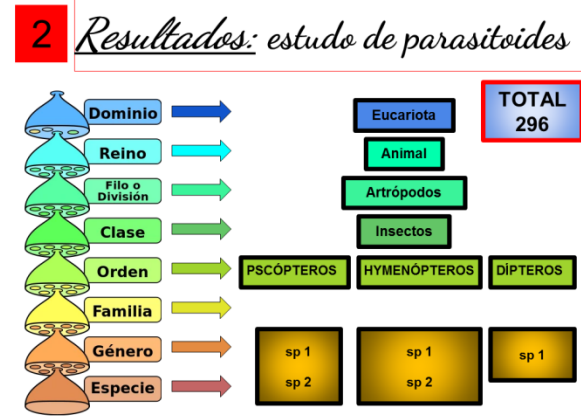 2 Resultados: estudo de parasitoides
TOTAL
296
Dominio
Eucariota
Reino
Animal
Filo o
División
Artrópodos
Clase
Insectos
Orden
PSCÓPTEROS
HYMENÓPTEROS
DÍPTEROS
Familia
Género
Especie
sp 1
sp 2
sp 1
sp 2
sp 1